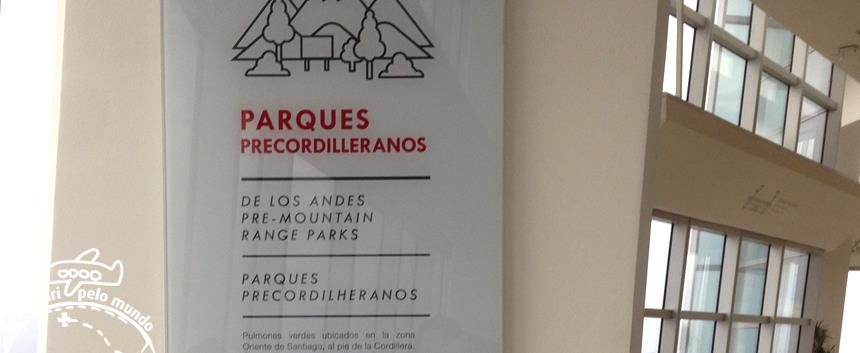 PARQUES
PRECORDILLERANOS
DE LOS ANDES
PRE-MOUNTAIN
RANGE PARKS
PARQUES
PRECORDILHERANOS
Pulmones verdes ubicados en la zona
Oriente de Santiago, al pie de la Cordillera.
pelo mundo